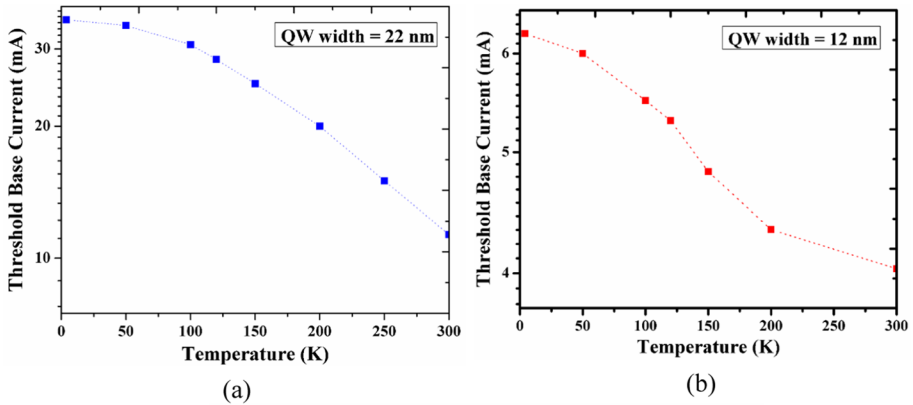 QW width = 22 nm
Threshold Base Current (mA)
30
20
10
0 50 100 150 200 250 300
Temperature (K)
(a)
QW width = 12 nm
Threshold Base Current (mA)
6
5
4
0 50 100 150 200 300
Temperature (K)
(b)